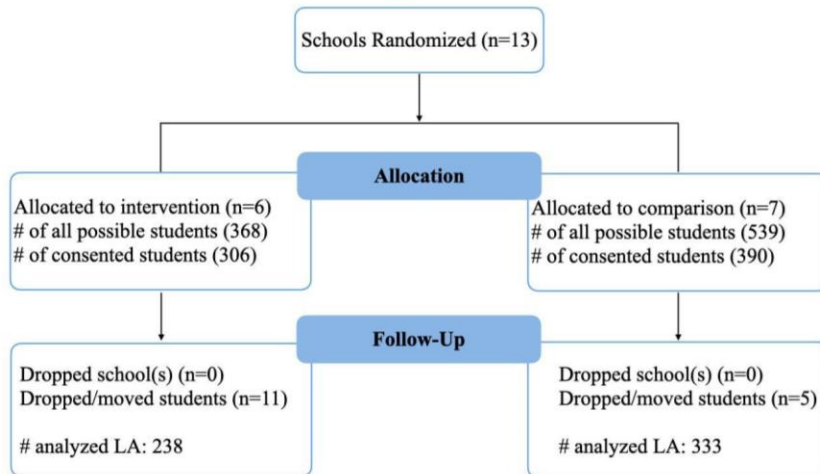 Schools Randomized (n=13)
Allocation
Allocated to intervention (n=6)
# of all possible students (368)
# of consented students (306)
Allocated to comparison (n=7)
# of all possible students (539)
# of consented students (390)
Follow-Up
Dropped school(s) (n=0)
Dropped/moved students (n=11)
# analyzed LA: 238
Dropped school(s) (n=0)
Dropped/moved students (n=5)
# analyzed LA: 333